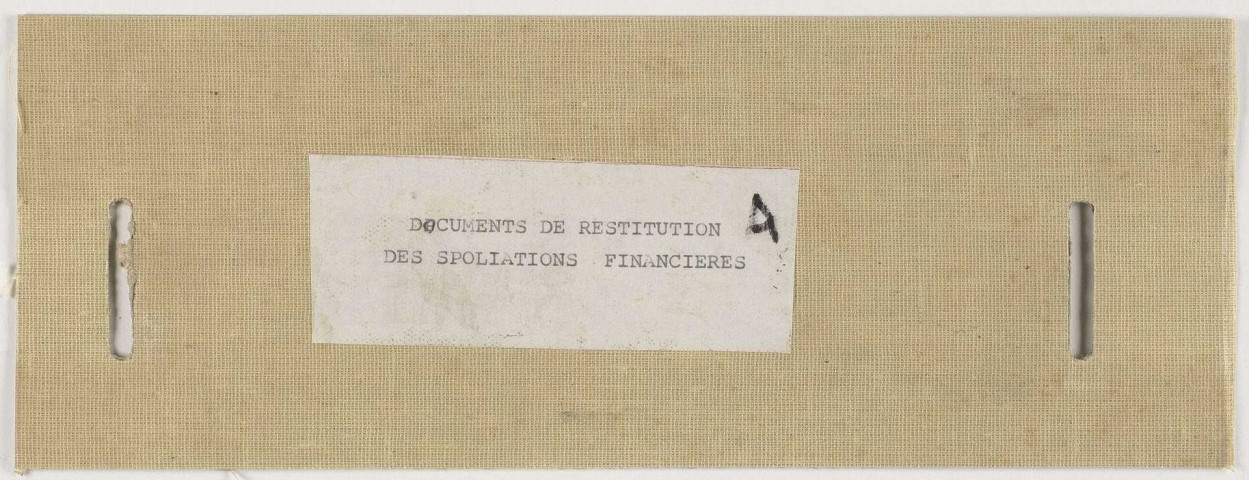 DOCUMENTS DE RESTITUTION A
DES SPOLIATIONS FINANCIERES